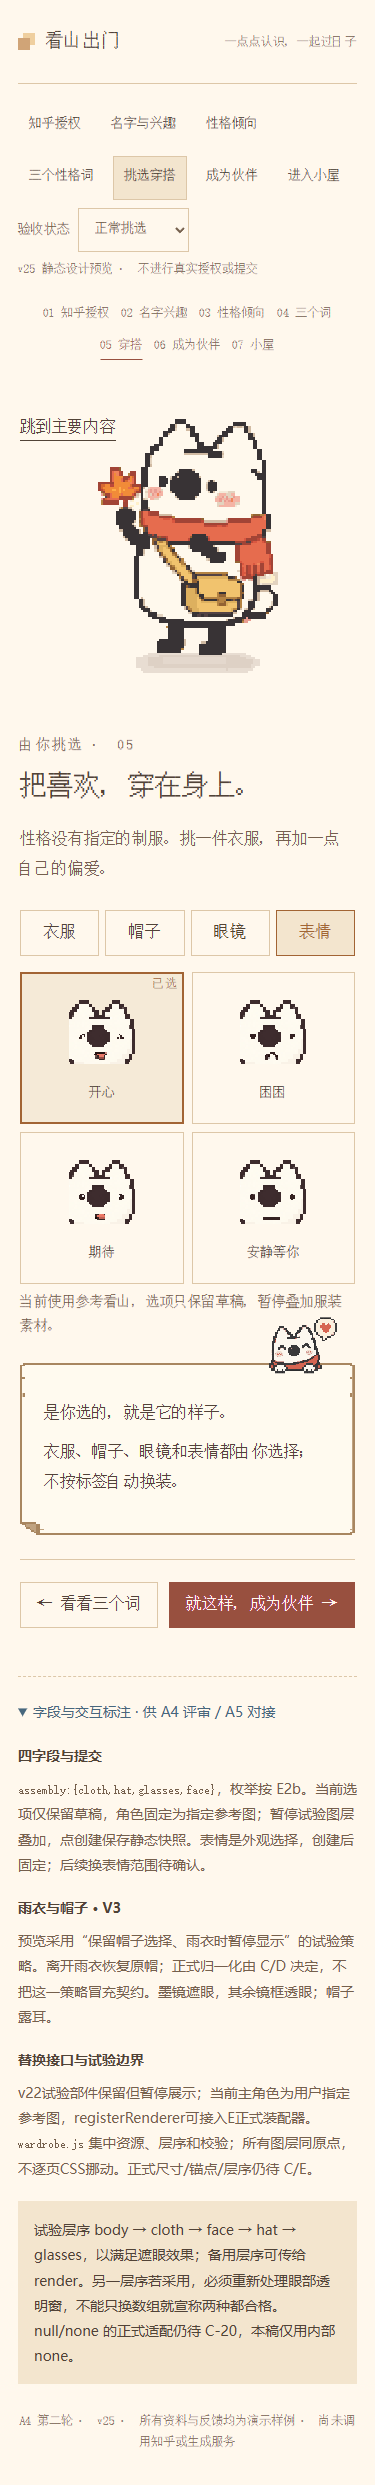 看山出门
一点点认识，一起过日子
知乎授权 名字与兴趣 性格倾向
三个性格词 挑选穿搭 成为伙伴 进入小屋
验收状态 正常挑选
v25 静态设计预览 · 不进行真实授权或提交
01 知乎授权 02 名字兴趣 03 性格倾向 04 三个词
05 穿搭 06 成为伙伴 07 小屋
跳到主要内容
由你挑选 · 05
把喜欢，穿在身上。
性格没有指定的制服。挑一件衣服，再加一点
自己的偏爱。
衣服 帽子 眼镜 表情
已选
开心 困困
期待 安静等你
当前使用参考看山，选项只保留草稿，暂停叠加服装
素材。
是你选的，就是它的样子。
衣服、帽子、眼镜和表情都由你选择；
不按标签自动换装。
← 看看三个词 就这样，成为伙伴 →
▼ 字段与交互标注 · 供 A4 评审 / A5 对接
四字段与提交
assembly:{cloth,hat,glasses,face}，枚举按 E2b。当前选
项仅保留草稿，角色固定为指定参考图；暂停试验图层
叠加，点创建保存静态快照。表情是外观选择，创建后
固定；后续换表情范围待确认。
雨衣与帽子 • V3
预览采用“保留帽子选择、雨衣时暂停显示”的试验策
略。离开雨衣恢复原帽；正式归一化由 C/D 决定，不
把这一策略冒充契约。墨镜遮眼，其余镜框透眼；帽子
露耳。
替换接口与试验边界
v22试验部件保留但暂停展示；当前主角色为用户指定
参考图，registerRenderer可接入E正式装配器。
wardrobe.js 集中资源、层序和校验；所有图层同原点，
不逐页CSS挪动。正式尺寸/锚点/层序仍待 C/E。
试验层序 body → cloth → face → hat →
glasses，以满足遮眼效果；备用层序可传给
render。另一层序若采用，必须重新处理眼部透
明窗，不能只换数组就宣称两种都合格。
null/none 的正式适配仍待 C-20，本稿仅用内部
none。
A4 第二轮 · v25 · 所有资料与反馈均为演示样例 · 尚未调
用知乎或生成服务